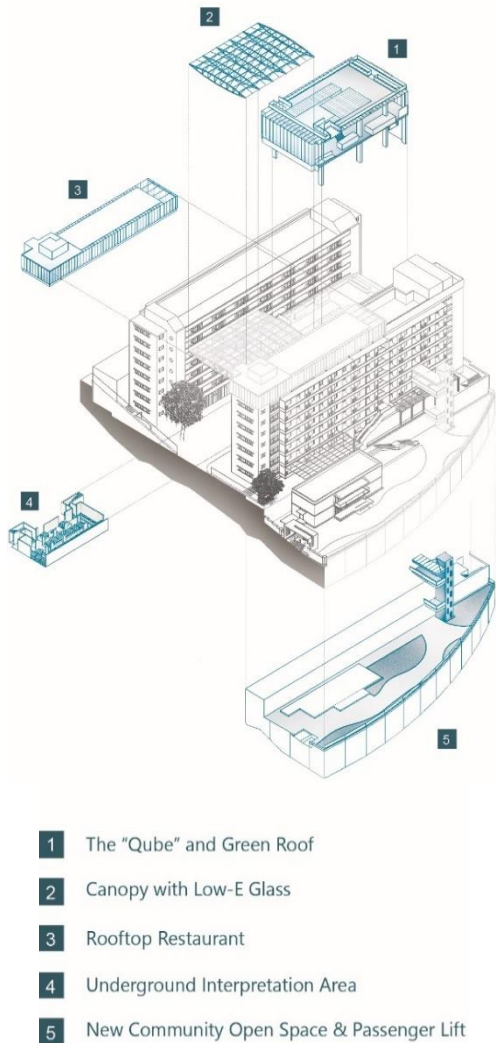 2
1
3
4
5
1 The "Qube" and Green Roof
2 Canopy with Low-E Glass
3 Rooftop Restaurant
4 Underground Interpretation Area
5 New Community Open Space & Passenger Lift